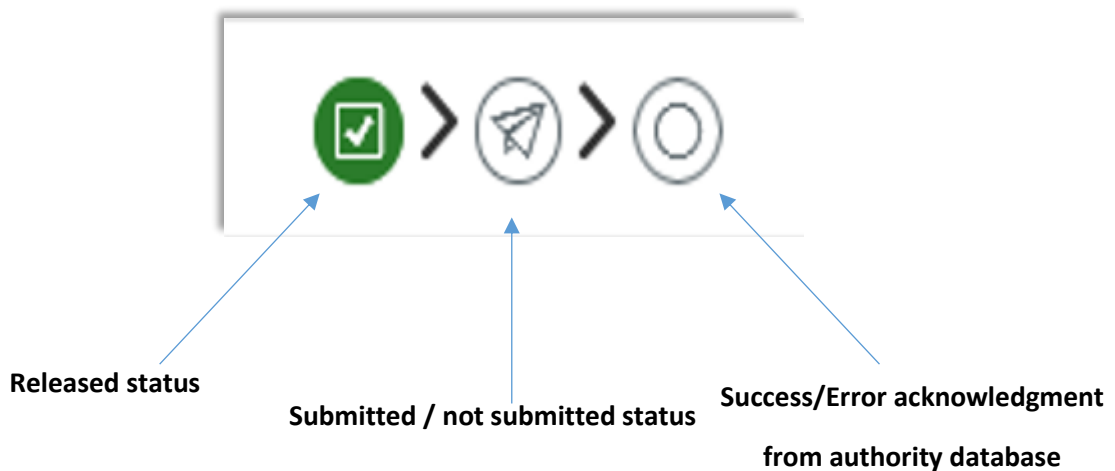 Released status
Submitted / not submitted status
Success/Error acknowledgment
from authority database